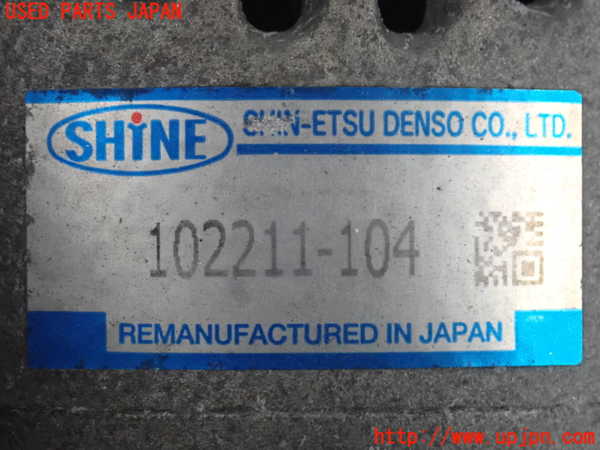 USED PARTS JAPAN
SHiNE SHIN-ETSU DENSO CO., LTD.
102211-104
REMANUFACTURED IN JAPAN
http://www.upjpn.com/